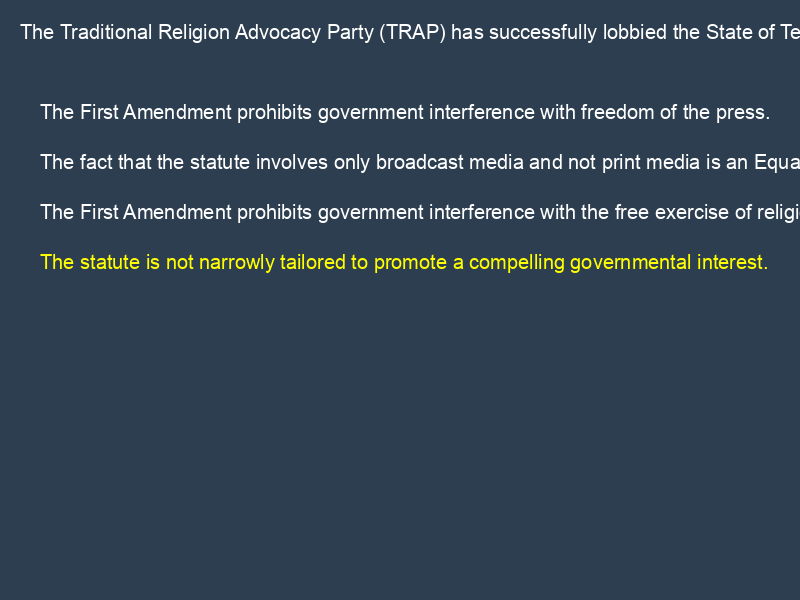 The Traditional Religion Advocacy Party (TRAP) has successfully lobbied the State of
The First Amendment prohibits government interference with freedom of the press.
The fact that the statute involves only broadcast media and not print media is an
The First Amendment prohibits government interference with the free exercise of
The statute is not narrowly tailored to promote a compelling governmental interest.